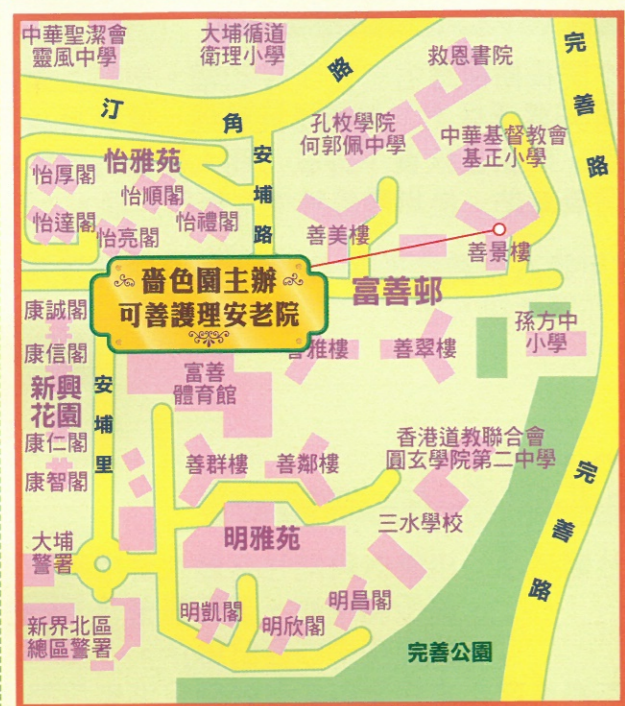 中華聖潔會
靈風中學
大埔循道
衛理小學
救恩書院
完善路
汀角路
孔教學院
何郭佩中學
中華基督教會
基正小學
安埔路
怡雅苑
怡厚閣
怡順閣
怡達閣
怡亮閣
怡禮閣
善美樓
善景樓
嗇色園主辦
可善護理安老院
富善邨
康誠閣
康信閣
新興
花園
康仁閣
康智閣
安埔里
富善
體育館
雅樓
善翠樓
孫方中
小學
香港道教聯合會
圓玄學院第二中學
善群樓
善鄰樓
三水學校
完善路
大埔
警署
明雅苑
新界北區
總區警署
明凱閣
明欣閣
明昌閣
完善公園